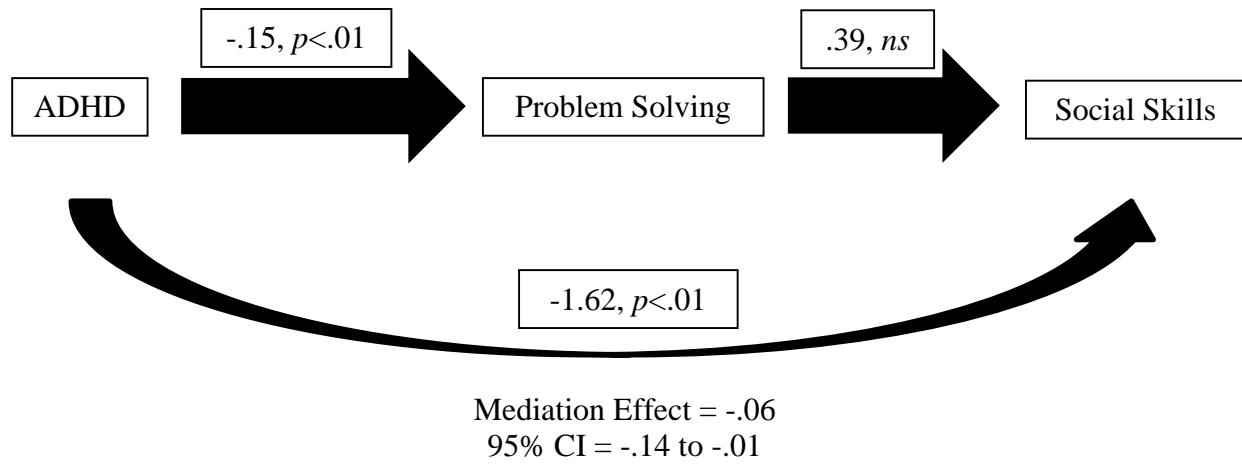 -.15, p<.01
.39, ns
ADHD
Problem Solving
Social Skills
-1.62, p<.01
Mediation Effect = -.06
95% CI = -.14 to -.01